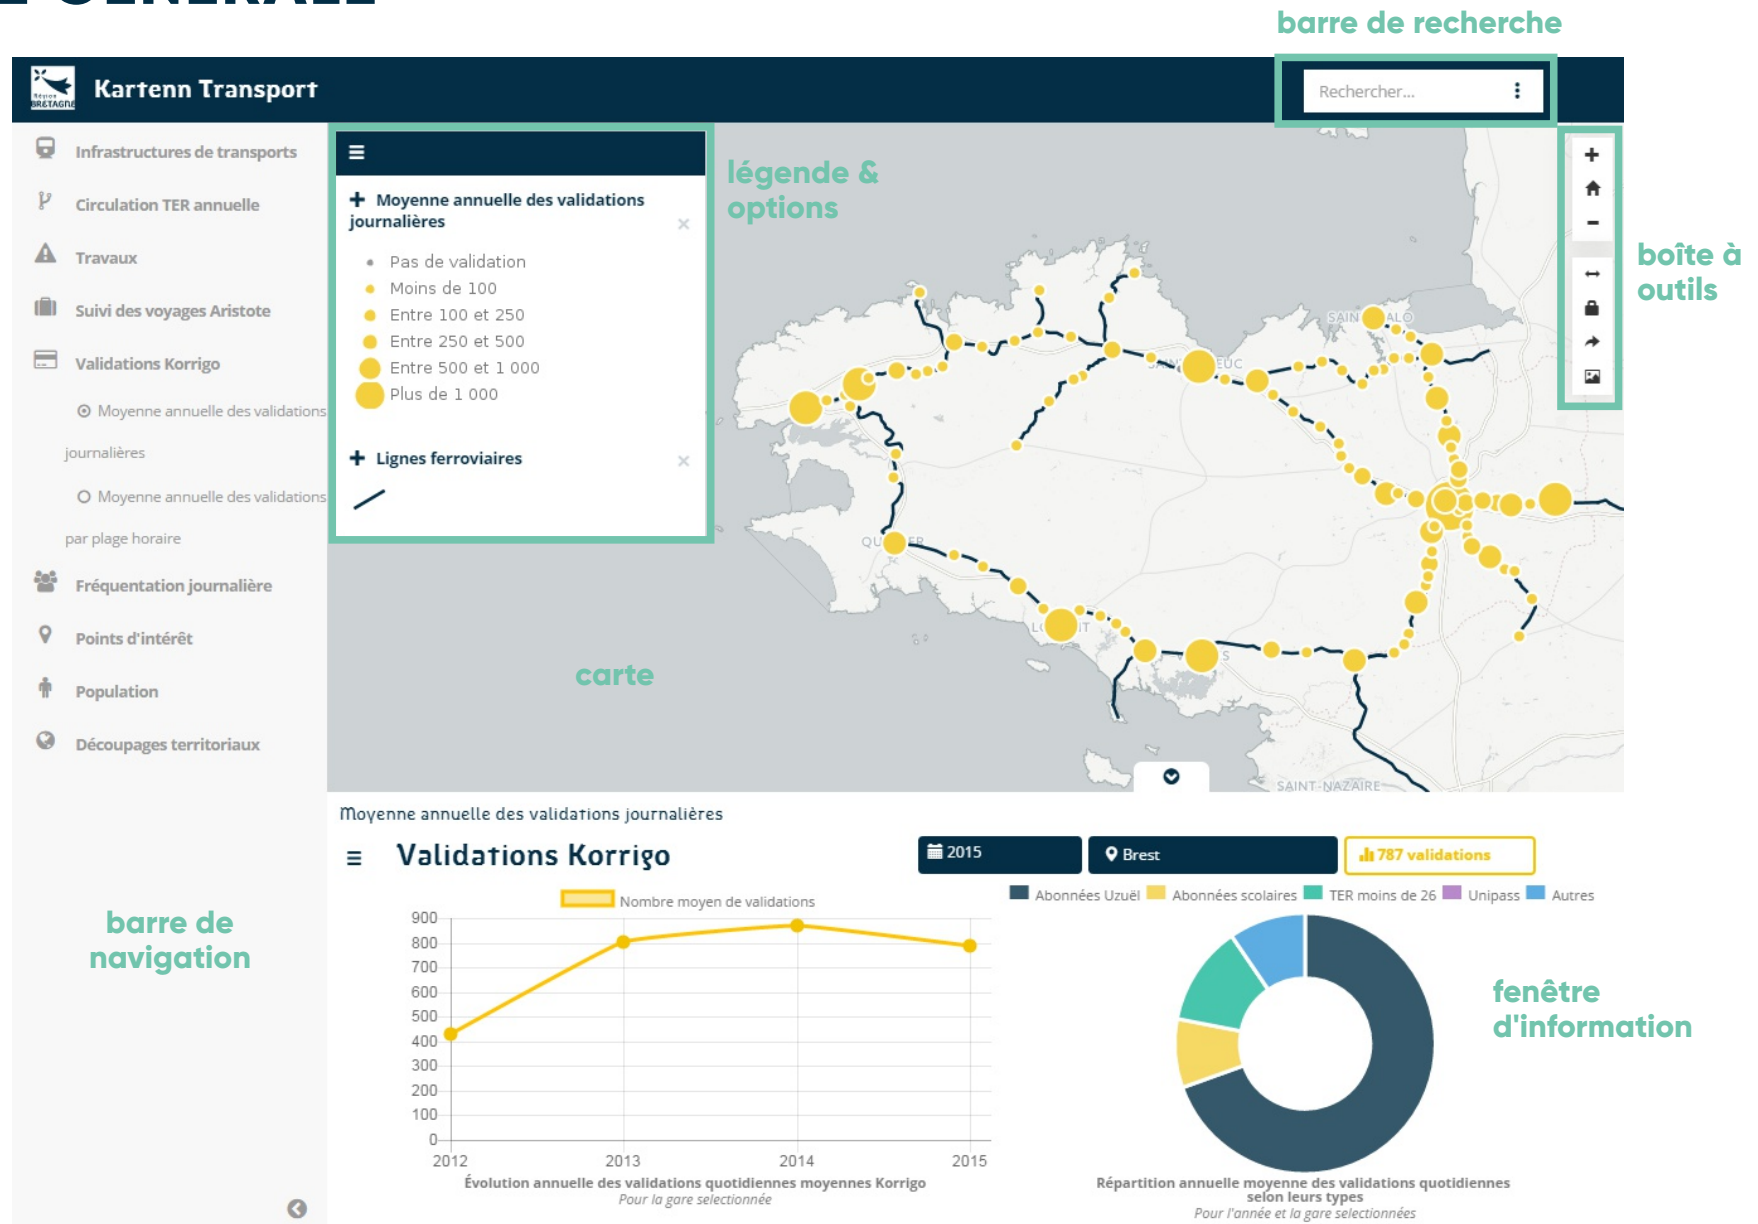 GÉNÉRALE
barre de recherche
Région
BRETAGNE
Kartenn Transport
Rechercher...
Infrastructures de transports
Circulation TER annuelle
Travaux
Suivi des voyages Aristote
Validations Korrigo
Moyenne annuelle des validations
journalières
Moyenne annuelle des validations
par plage horaire
Fréquentation journalière
Points d'intérêt
Population
Découpages territoriaux
barre de
navigation
Moyenne annuelle des validations
journalières
Pas de validation
Moins de 100
Entre 100 et 250
Entre 250 et 500
Entre 500 et 1 000
Plus de 1 000
Lignes ferroviaires
légende &
options
boîte à
outils
carte
SAINT-NAZAIRE
Moyenne annuelle des validations journalières
Validations Korrigo
2015
Brest
787 validations
Nombre moyen de validations
900
800
700
600
500
400
300
200
100
0
2012 2013 2014 2015
Évolution annuelle des validations quotidiennes moyennes Korrigo
Pour la gare selectionnée
Abonnées Uzuël Abonnées scolaires TER moins de 26 Unipass Autres
fenêtre
d'information
Répartition annuelle moyenne des validations quotidiennes
selon leurs types
Pour l'année et la gare selectionnées